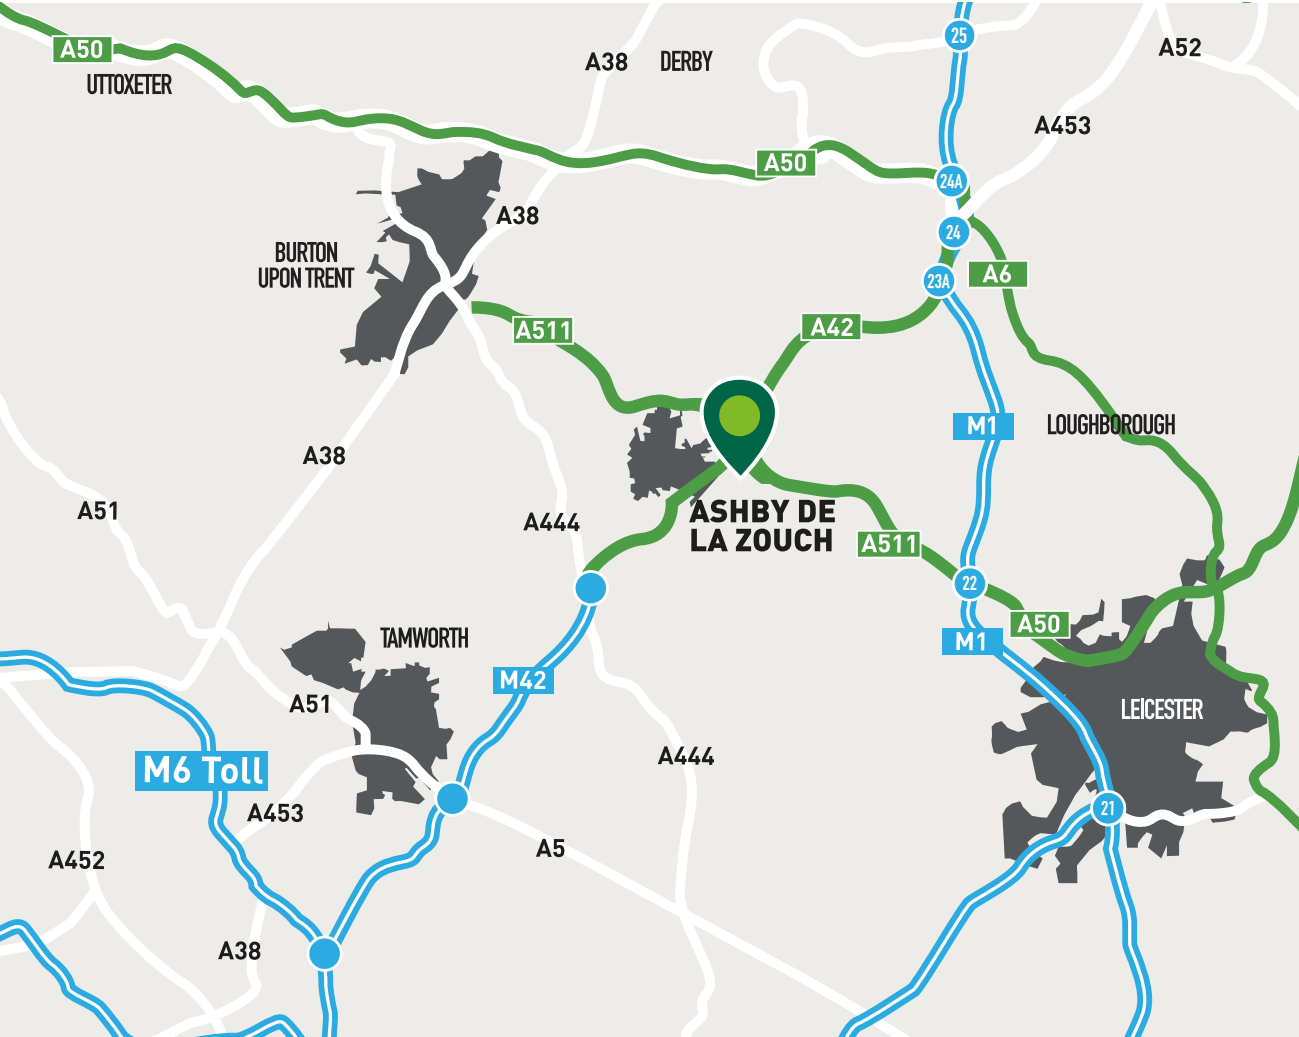 25
A50
A38
DERBY
A52
UTTOXETER
A453
A50
24A
A38
24
BURTON
UPON TRENT
A6
23A
A511
A42
M1
LOUGHBOROUGH
A38
A51
A444
ASHBY DE
LA ZOUCH
A511
22
A50
TAMWORTH
M1
M42
A51
LEICESTER
A444
M6 Toll
A453
21
A5
A452
A38